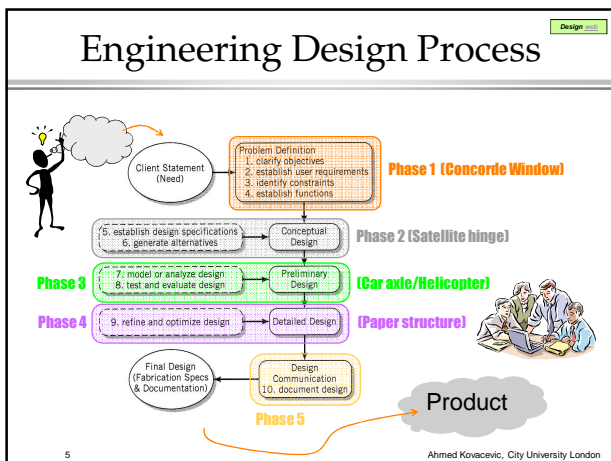 Design web
Engineering Design Process
Client Statement
(Need)
Problem Definition
1. clarify objectives
2. establish user requirements
3. identify constraints
4. establish functions
Phase 1 (Concorde Window)
5. establish design specifications
6. generate alternatives
Conceptual
Design
Phase 2 (Satellite hinge)
Phase 3
7. model or analyze design
8. test and evaluate design
Preliminary
Design
(Car axle/Helicopter)
Phase 4
9. refine and optimize design
Detailed Design
(Paper structure)
Final Design
(Fabrication Specs
& Documentation)
Design
Communication
10. document design
Phase 5
Product
5
Ahmed Kovacevic, City University London